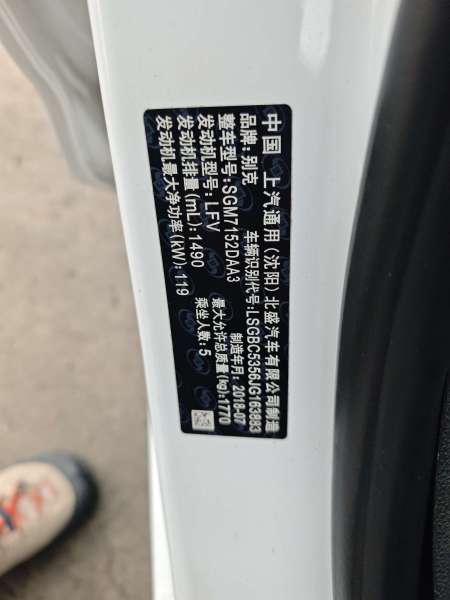 中国 上汽通用(沈阳)北盛汽车有限公司制造
品牌:别克 车辆识别代号:LSGBC5356JG163883
整车型号:SGM7152DAA3 制造年月:2018-07
发动机型号:LFV 最大允许总质量(kg):1770
发动机排量(mL):1490 乘坐人数:5
发动机最大净功率(kW):119